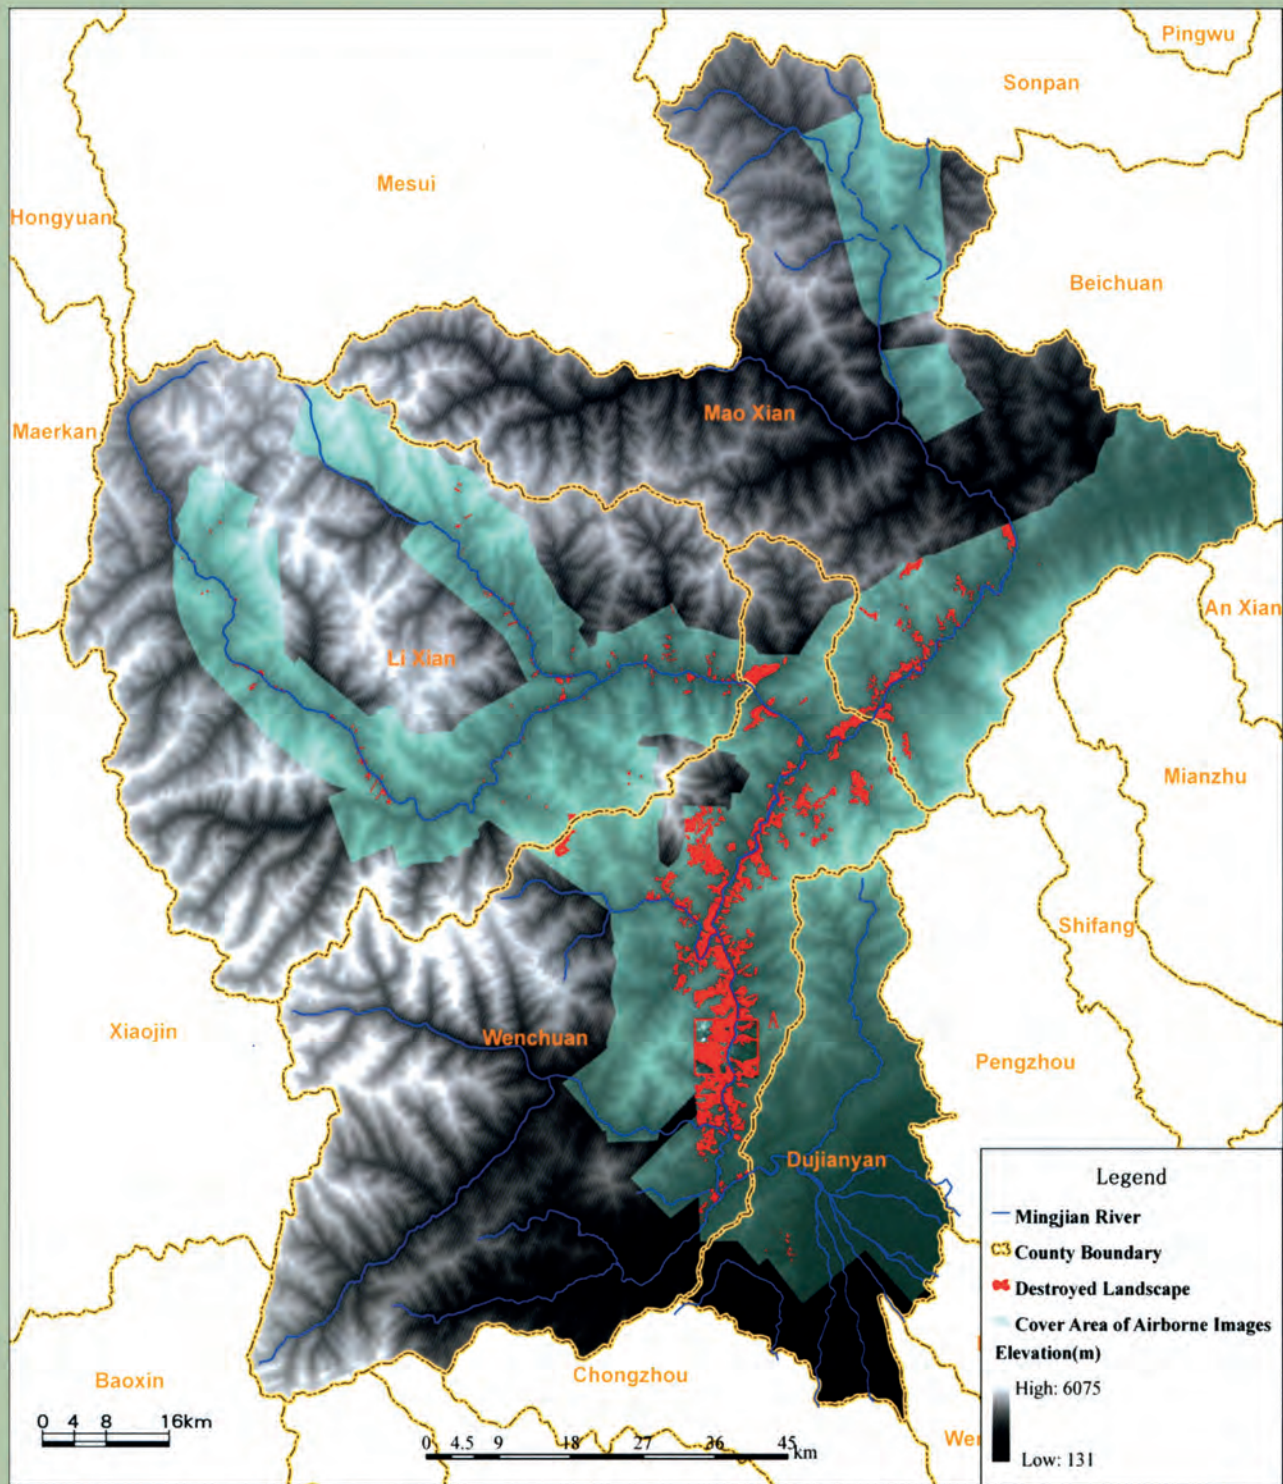 Pingwu
Sonpan
Mesui
Hongyuan
Beichuan
Mao Xian
Maerkan
An Xian
Li Xian
Mianzhu
Shifang
Xiaojin
A
Wenchuan
Pengzhou
Dujianyan
Legend
Mingjian River
C3 County Boundary
Destroyed Landscape
Cover Area of Airborne Images
Elevation(m)
High: 6075
Low: 131
Baoxin
Chongzhou
Wer
0 4 8 16km
0 4.5 9 18 27 36 45 km